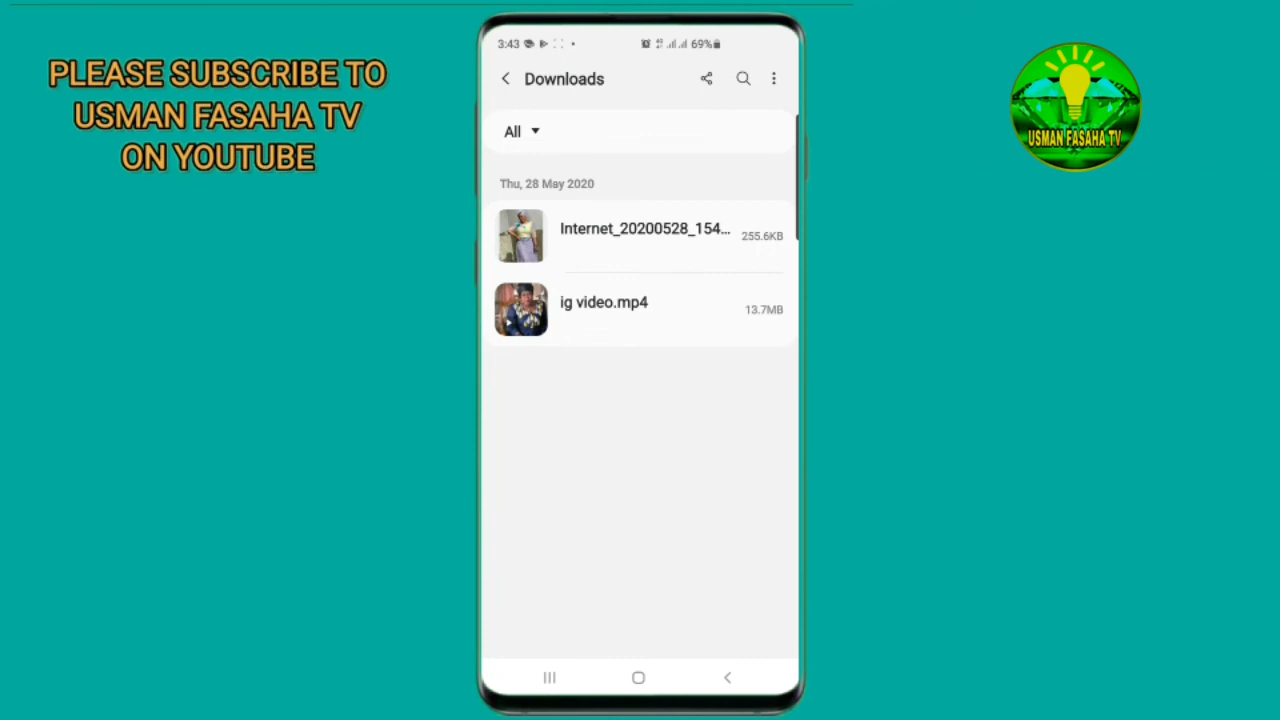 PLEASE SUBSCRIBE TO
USMAN FASAHA TV
ON YOUTUBE
USMAN FASAHA TV
3:43
69%
Downloads
All
Thu, 28 May 2020
Internet_20200528_154...
255.6KB
ig video.mp4
13.7MB